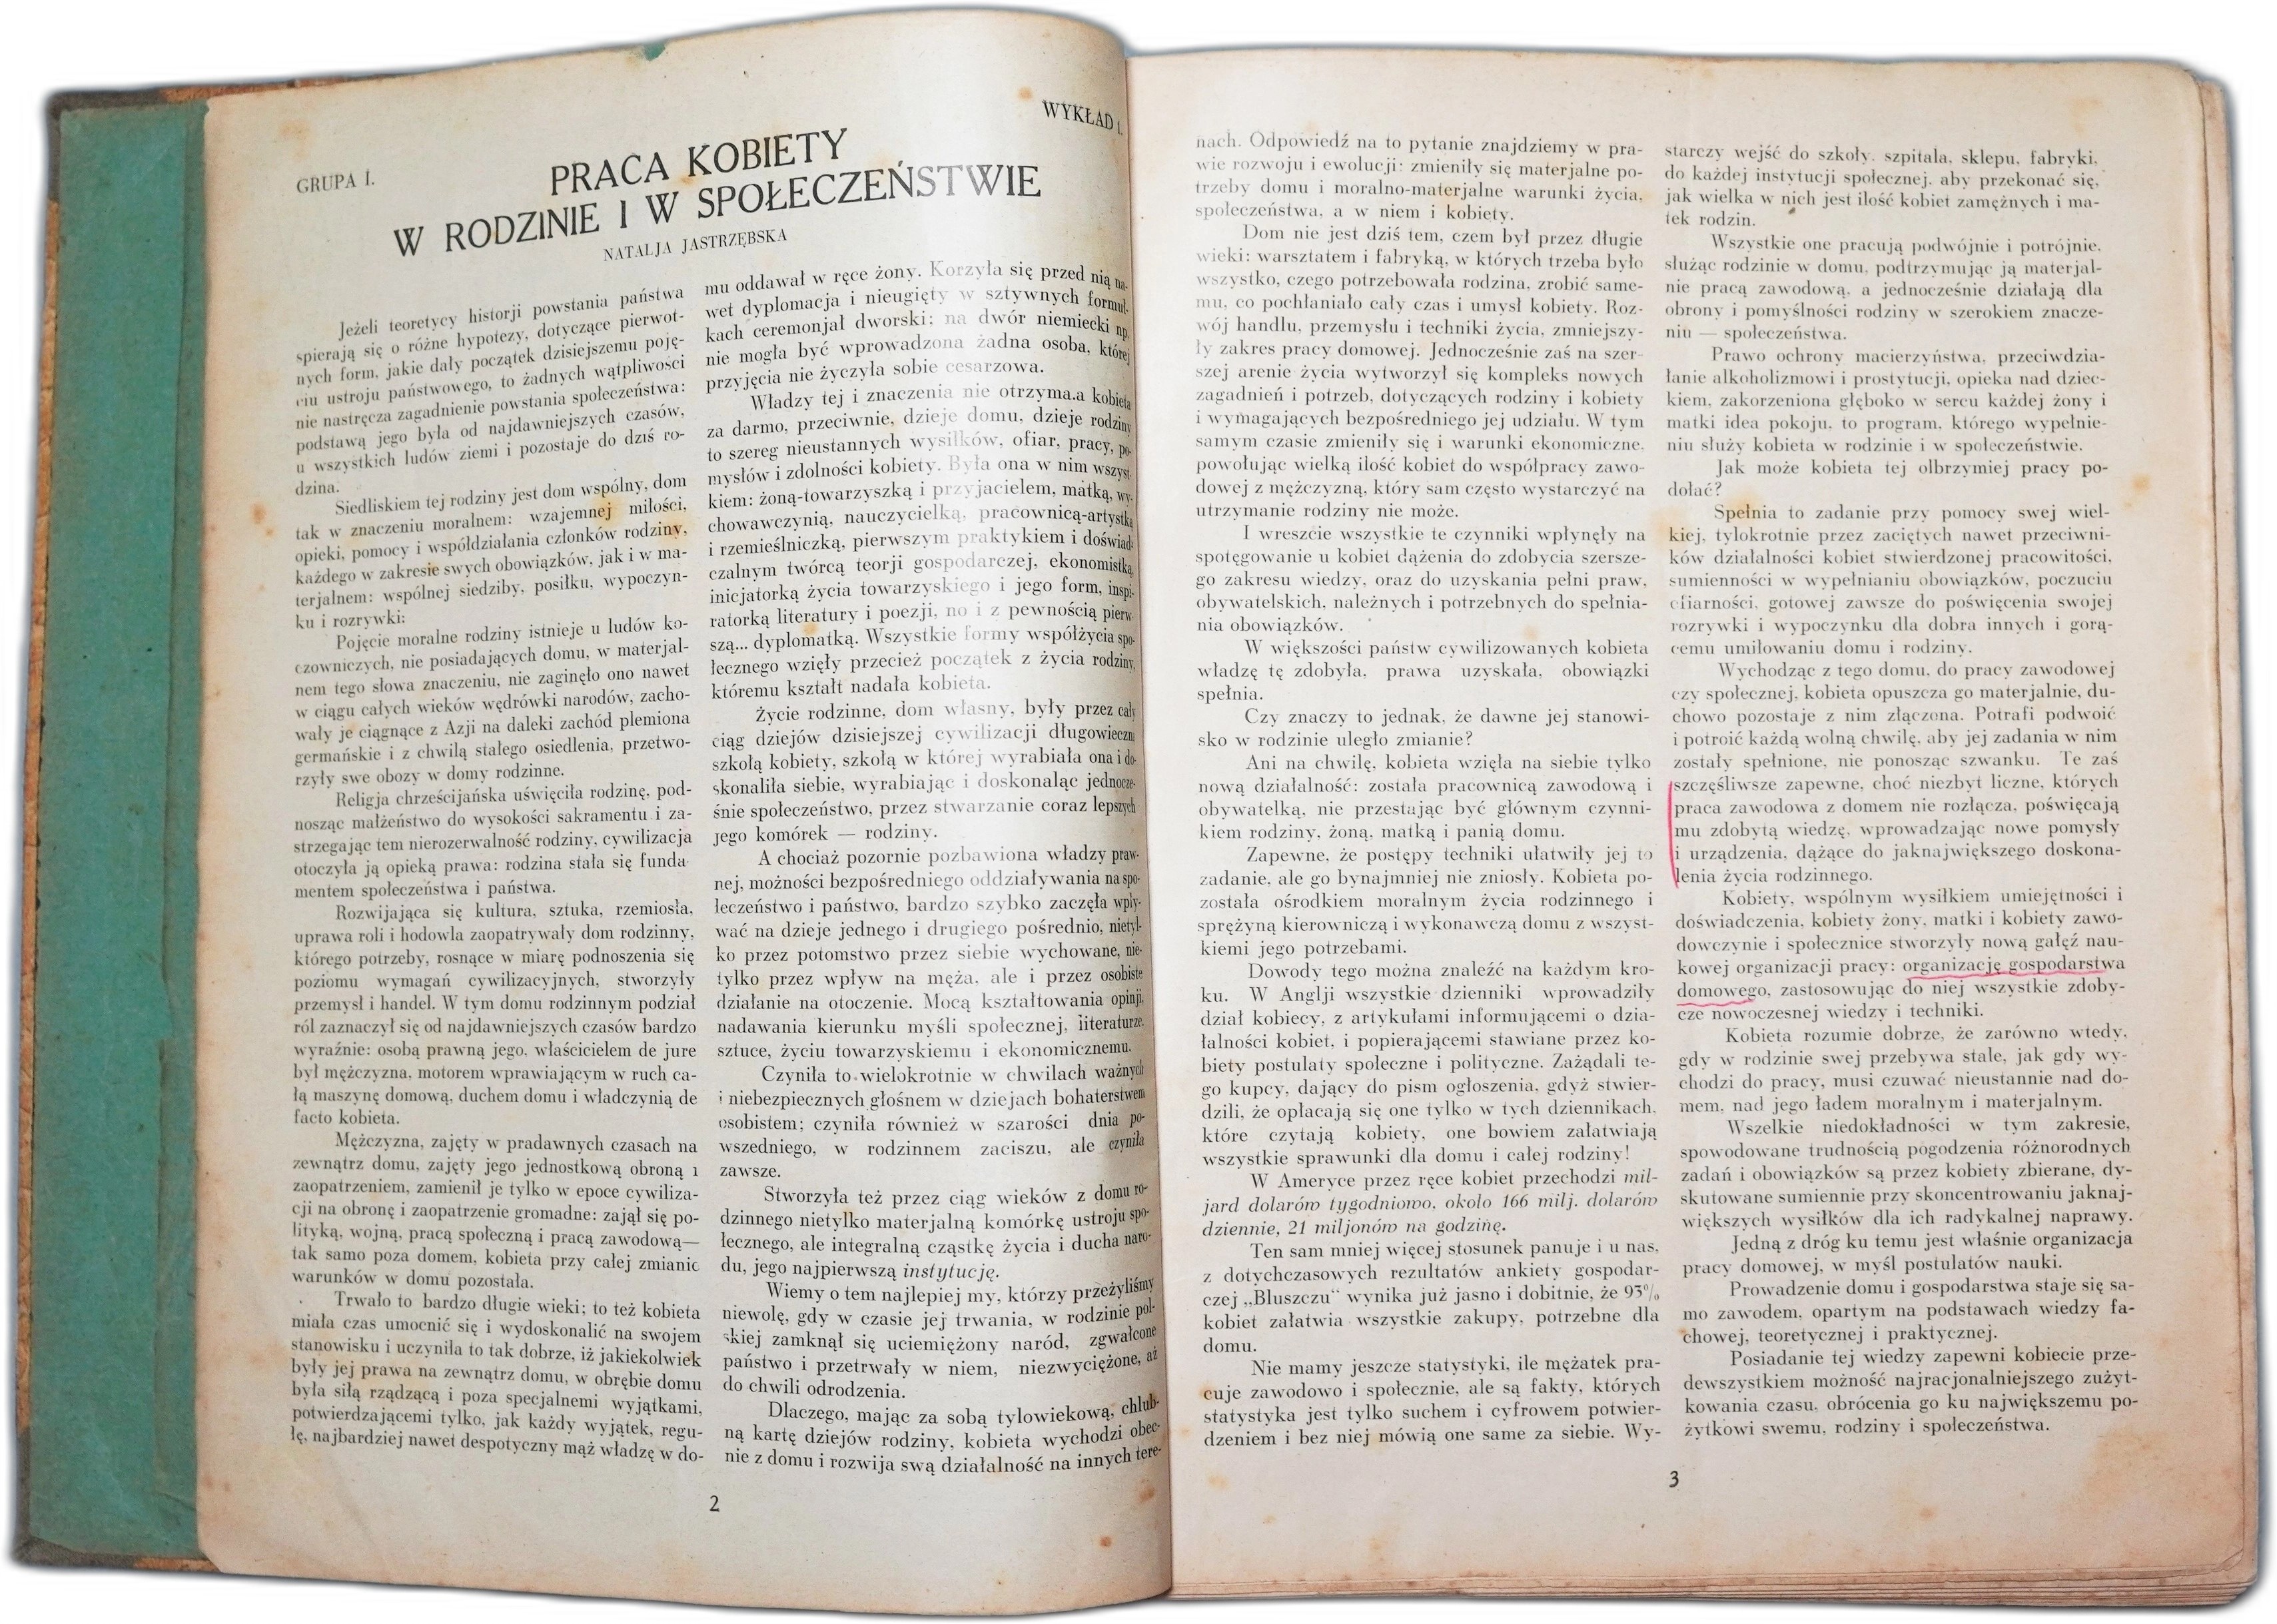 GRUPA I.
WYKŁAD 1.
PRACA KOBIETY
W RODZINIE I W SPOŁECZEŃSTWIE
NATALJA JASTRZĘBSKA
Jeżeli teoretycy historji powstania państwa
spierają się o różne hypotezy, dotyczące pierwot-
nych form, jakie dały początek dzisiejszemu poję-
ciu ustroju państwowego, to żadnych wątpliwości
nie nastręcza zagadnienie powstania społeczeństwa:
podstawą jego była od najdawniejszych czasów,
u wszystkich ludów ziemi i pozostaje do dziś ro-
dzina.
Siedliskiem tej rodziny jest dom wspólny, dom
tak w znaczeniu moralnem: wzajemnej miłości,
opieki, pomocy i współdziałania członków rodziny,
każdego w zakresie swych obowiązków, jak i w ma-
terjalnem: wspólnej siedziby, posiłku, wypoczyn-
ku i rozrywki:
Pojęcie moralne rodziny istnieje u ludów ko-
czowniczych, nie posiadających domu, w materjal-
nem tego słowa znaczeniu, nie zaginęło ono nawet
w ciągu całych wieków wędrówki narodów, zacho-
wały je ciągnące z Azji na daleki zachód plemiona
germańskie i z chwilą stałego osiedlenia, przetwo-
rzyły swe obozy w domy rodzinne.
Religja chrześcijańska uświęciła rodzinę, pod-
nosząc małżeństwo do wysokości sakramentu i za-
strzegając tem nierozerwalność rodziny, cywilizacja
otoczyła ją opieką prawa: rodzina stała się funda-
mentem społeczeństwa i państwa.
Rozwijająca się kultura, sztuka, rzemiosła,
uprawa roli i hodowla zaopatrywały dom rodzinny,
którego potrzeby, rosnące w miarę podnoszenia się
poziomu wymagań cywilizacyjnych, stworzyły
przemysł i handel. W tym domu rodzinnym podział
ról zaznaczył się od najdawniejszych czasów bardzo
wyraźnie: osobą prawną jego, właścicielem de jure
był mężczyzna, motorem wprawiającym w ruch ca-
łą maszynę domową, duchem domu i władczynią de
facto kobieta.
Mężczyzna, zajęty w pradawnych czasach na
zewnątrz domu, zajęty jego jednostkową obroną i
zaopatrzeniem, zamienił je tylko w epoce cywiliza-
cji na obronę i zaopatrzenie gromadne: zajął się po-
lityką, wojną, pracą społeczną i pracą zawodową—
tak samo poza domem, kobieta przy całej zmianie
warunków w domu pozostała.
Trwało to bardzo długie wieki; to też kobieta
miała czas umocnić się i wydoskonalić na swojem
stanowisku i uczyniła to tak dobrze, iż jakiekolwiek
były jej prawa na zewnątrz domu, w obrębie domu
była siłą rządzącą i poza specjalnemi wyjątkami,
potwierdzającemi tylko, jak każdy wyjątek, regu-
łę, najbardziej nawet despotyczny mąż władzę w do-
mu oddawał w ręce żony. Korzyła się przed nią na-
wet dyplomacja i nieugięty w sztywnych formuł-
kach ceremonjał dworski; na dwór niemiecki np.
nie mogła być wprowadzona żadna osoba, której
przyjęcia nie życzyła sobie cesarzowa.
Władzy tej i znaczenia nie otrzyma.a kobieta
za darmo, przeciwnie, dzieje domu, dzieje rodziny
to szereg nieustannych wysiłków, ofiar, pracy, po-
mysłów i zdolności kobiety. Była ona w nim wszyst-
kiem: żoną-towarzyszką i przyjacielem, matką, wy-
chowawczynią, nauczycielką, pracownicą-artystką
i rzemieślniczką, pierwszym praktykiem i doświad-
czalnym twórcą teorji gospodarczej, ekonomistką,
inicjatorką życia towarzyskiego i jego form, inspi-
ratorką literatury i poezji, no i z pewnością pierw-
szą... dyplomatką. Wszystkie formy współżycia spo-
łecznego wzięły przecież początek z życia rodziny,
któremu kształt nadała kobieta.
Życie rodzinne, dom własny, były przez cały
ciąg dziejów dzisiejszej cywilizacji długowieczną
szkołą kobiety, szkołą w której wyrabiała ona i do-
skonaliła siebie, wyrabiając i doskonaląc jednocze-
śnie społeczeństwo, przez stwarzanie coraz lepszych
jego komórek — rodziny.
A chociaż pozornie pozbawiona władzy praw-
nej, możności bezpośredniego oddziaływania na spo-
łeczeństwo i państwo, bardzo szybko zaczęła wpły-
wać na dzieje jednego i drugiego pośrednio, nietyl-
ko przez potomstwo przez siebie wychowane, nie-
tylko przez wpływ na męża, ale i przez osobiste
działanie na otoczenie. Mocą kształtowania opinji,
nadawania kierunku myśli społecznej, literaturze,
sztuce, życiu towarzyskiemu i ekonomicznemu.
Czyniła to wielokrotnie w chwilach ważnych
i niebezpiecznych głośnem w dziejach bohaterstwem
osobistem; czyniła również w szarości dnia po-
wszedniego, w rodzinnem zaciszu, ale czyniła
zawsze.
Stworzyła też przez ciąg wieków z domu ro-
dzinnego nietylko materjalną komórkę ustroju spo-
łecznego, ale integralną cząstkę życia i ducha naro-
du, jego najpierwszą instytucję.
Wiemy o tem najlepiej my, którzy przeżyliśmy
niewolę, gdy w czasie jej trwania, w rodzinie pol-
skiej zamknął się uciemiężony naród, zgwałcone
państwo i przetrwały w niem, niezwyciężone, aż
do chwili odrodzenia.
Dlaczego, mając za sobą tylowiekową, chlub-
ną kartę dziejów rodziny, kobieta wychodzi obec-
nie z domu i rozwija swą działalność na innych tere-
2
nach. Odpowiedź na to pytanie znajdziemy w pra-
wie rozwoju i ewolucji: zmieniły się materjalne po-
trzeby domu i moralno-materjalne warunki życia,
społeczeństwa, a w niem i kobiety.
Dom nie jest dziś tem, czem był przez długie
wieki: warsztatem i fabryką, w których trzeba było
wszystko, czego potrzebowała rodzina, zrobić same-
mu, co pochłaniało cały czas i umysł kobiety. Roz-
wój handlu, przemysłu i techniki życia, zmniejszy-
ły zakres pracy domowej. Jednocześnie zaś na szer-
szej arenie życia wytworzył się kompleks nowych
zagadnień i potrzeb, dotyczących rodziny i kobiety
i wymagających bezpośredniego jej udziału. W tym
samym czasie zmieniły się i warunki ekonomiczne,
powołując wielką ilość kobiet do współpracy zawo-
dowej z mężczyzną, który sam często wystarczyć na
utrzymanie rodziny nie może.
I wreszcie wszystkie te czynniki wpłynęły na
spotęgowanie u kobiet dążenia do zdobycia szersze-
go zakresu wiedzy, oraz do uzyskania pełni praw,
obywatelskich, należnych i potrzebnych do spełnia-
nia obowiązków.
W większości państw cywilizowanych kobieta
władzę tę zdobyła, prawa uzyskała, obowiązki
spełnia.
Czy znaczy to jednak, że dawne jej stanowi-
sko w rodzinie uległo zmianie?
Ani na chwilę, kobieta wzięła na siebie tylko
nową działalność: została pracownicą zawodową i
obywatelką, nie przestając być głównym czynni-
kiem rodziny, żoną, matką i panią domu.
Zapewne, że postępy techniki ułatwiły jej to
zadanie, ale go bynajmniej nie zniosły. Kobieta po-
została ośrodkiem moralnym życia rodzinnego i
sprężyną kierowniczą i wykonawczą domu z wszyst-
kiemi jego potrzebami.
Dowody tego można znaleźć na każdym kro-
ku. W Anglji wszystkie dzienniki wprowadziły
dział kobiecy, z artykułami informującemi o dzia-
łalności kobiet, i popierającemi stawiane przez ko-
biety postulaty społeczne i polityczne. Zażądali te-
go kupcy, dający do pism ogłoszenia, gdyż stwier-
dzili, że opłacają się one tylko w tych dziennikach,
które czytają kobiety, one bowiem załatwiają
wszystkie sprawunki dla domu i całej rodziny!
W Ameryce przez ręce kobiet przechodzi mil-
jard dolarów tygodniowo, około 166 milj. dolarów
dziennie, 21 miljonów na godzinę.
Ten sam mniej więcej stosunek panuje i u nas,
z dotychczasowych rezultatów ankiety gospodar-
czej „Bluszczu“ wynika już jasno i dobitnie, że 93%
kobiet załatwia wszystkie zakupy, potrzebne dla
domu.
Nie mamy jeszcze statystyki, ile mężatek pra-
cuje zawodowo i społecznie, ale są fakty, których
statystyka jest tylko suchem i cyfrowem potwier-
dzeniem i bez niej mówią one same za siebie. Wy-
starczy wejść do szkoły, szpitala, sklepu, fabryki,
do każdej instytucji społecznej, aby przekonać się,
jak wielka w nich jest ilość kobiet zamężnych i ma-
tek rodzin.
Wszystkie one pracują podwójnie i potrójnie,
służąc rodzinie w domu, podtrzymując ją materjal-
nie pracą zawodową, a jednocześnie działają dla
obrony i pomyślności rodziny w szerokiem znacze-
niu — społeczeństwa.
Prawo ochrony macierzyństwa, przeciwdzia-
łanie alkoholizmowi i prostytucji, opieka nad dziec-
kiem, zakorzeniona głęboko w sercu każdej żony i
matki idea pokoju, to program, którego wypełnie-
niu służy kobieta w rodzinie i w społeczeństwie.
Jak może kobieta tej olbrzymiej pracy po-
dołać?
Spełnia to zadanie przy pomocy swej wiel-
kiej, tylokrotnie przez zaciętych nawet przeciwni-
ków działalności kobiet stwierdzonej pracowitości,
sumienności w wypełnianiu obowiązków, poczuciu
ofiarności, gotowej zawsze do poświęcenia swojej
rozrywki i wypoczynku dla dobra innych i gorą-
cemu umiłowaniu domu i rodziny.
Wychodząc z tego domu, do pracy zawodowej
czy społecznej, kobieta opuszcza go materjalnie, du-
chowo pozostaje z nim złączona. Potrafi podwoić
i potroić każdą wolną chwilę, aby jej zadania w nim
zostały spełnione, nie ponosząc szwanku. Te zaś
szczęśliwsze zapewne, choć niezbyt liczne, których
praca zawodowa z domem nie rozłącza, poświęcają
mu zdobytą wiedzę, wprowadzając nowe pomysły
i urządzenia, dążące do jaknajwiększego doskona-
lenia życia rodzinnego.
Kobiety, wspólnym wysiłkiem umiejętności i
doświadczenia, kobiety żony, matki i kobiety zawo-
dowczynie i społecznice stworzyły nową gałęź nau-
kowej organizacji pracy: organizację gospodarstwa
domowego, zastosowując do niej wszystkie zdoby-
cze nowoczesnej wiedzy i techniki.
Kobieta rozumie dobrze, że zarówno wtedy,
gdy w rodzinie swej przebywa stale, jak gdy wy-
chodzi do pracy, musi czuwać nieustannie nad do-
mem, nad jego ładem moralnym i materjalnym.
Wszelkie niedokładności w tym zakresie,
spowodowane trudnością pogodzenia różnorodnych
zadań i obowiązków są przez kobiety zbierane, dy-
skutowane sumiennie przy skoncentrowaniu jaknaj-
większych wysiłków dla ich radykalnej naprawy.
Jedną z dróg ku temu jest właśnie organizacja
pracy domowej, w myśl postulatów nauki.
Prowadzenie domu i gospodarstwa staje się sa-
mo zawodem, opartym na podstawach wiedzy fa-
chowej, teoretycznej i praktycznej.
Posiadanie tej wiedzy zapewni kobiecie prze-
dewszystkiem możność najracjonalniejszego zużyt-
kowania czasu, obrócenia go ku największemu po-
żytkowi swemu, rodziny i społeczeństwa.
3